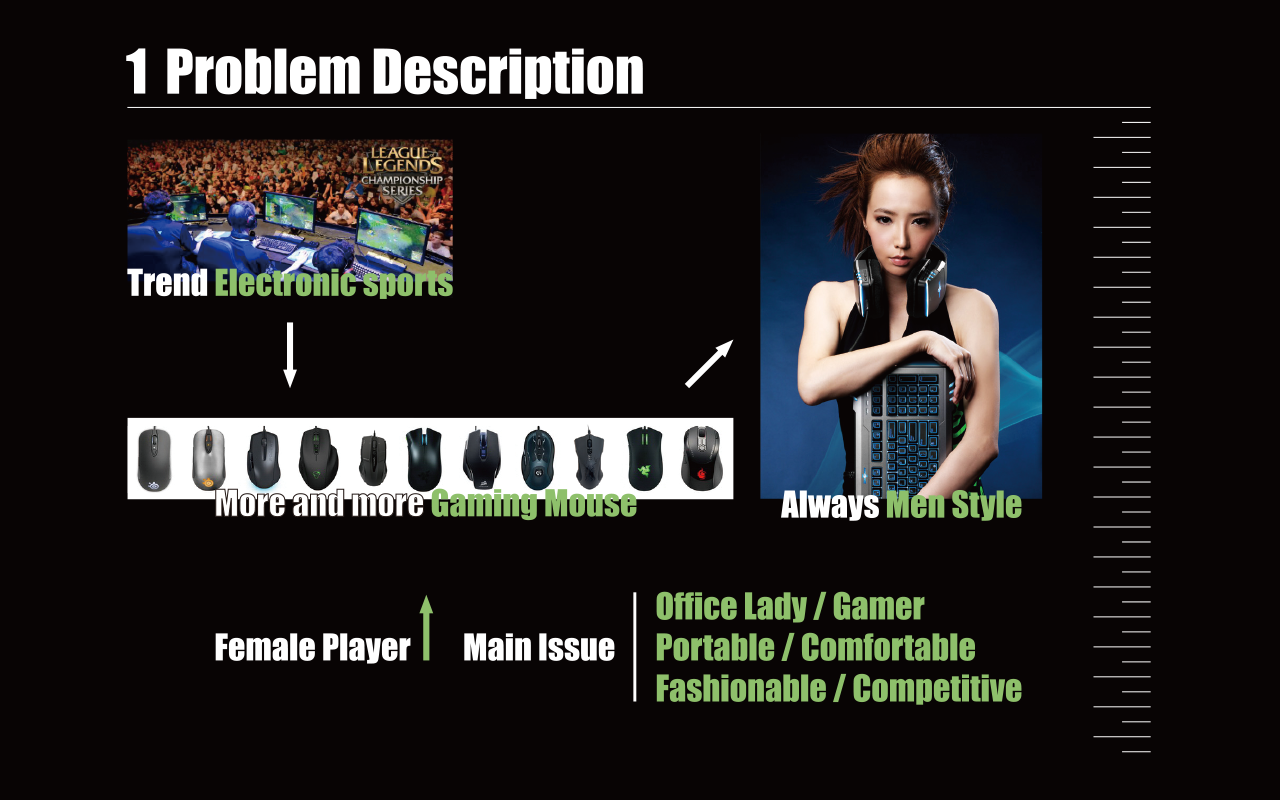 1 Problem Description
LEAGUE OF
LEGENDS
CHAMPIONSHIP
SERIES
Trend Electronic sports
More and more Gaming Mouse
Always Men Style
Female Player
Main Issue
Office Lady / Gamer
Portable / Comfortable
Fashionable / Competitive